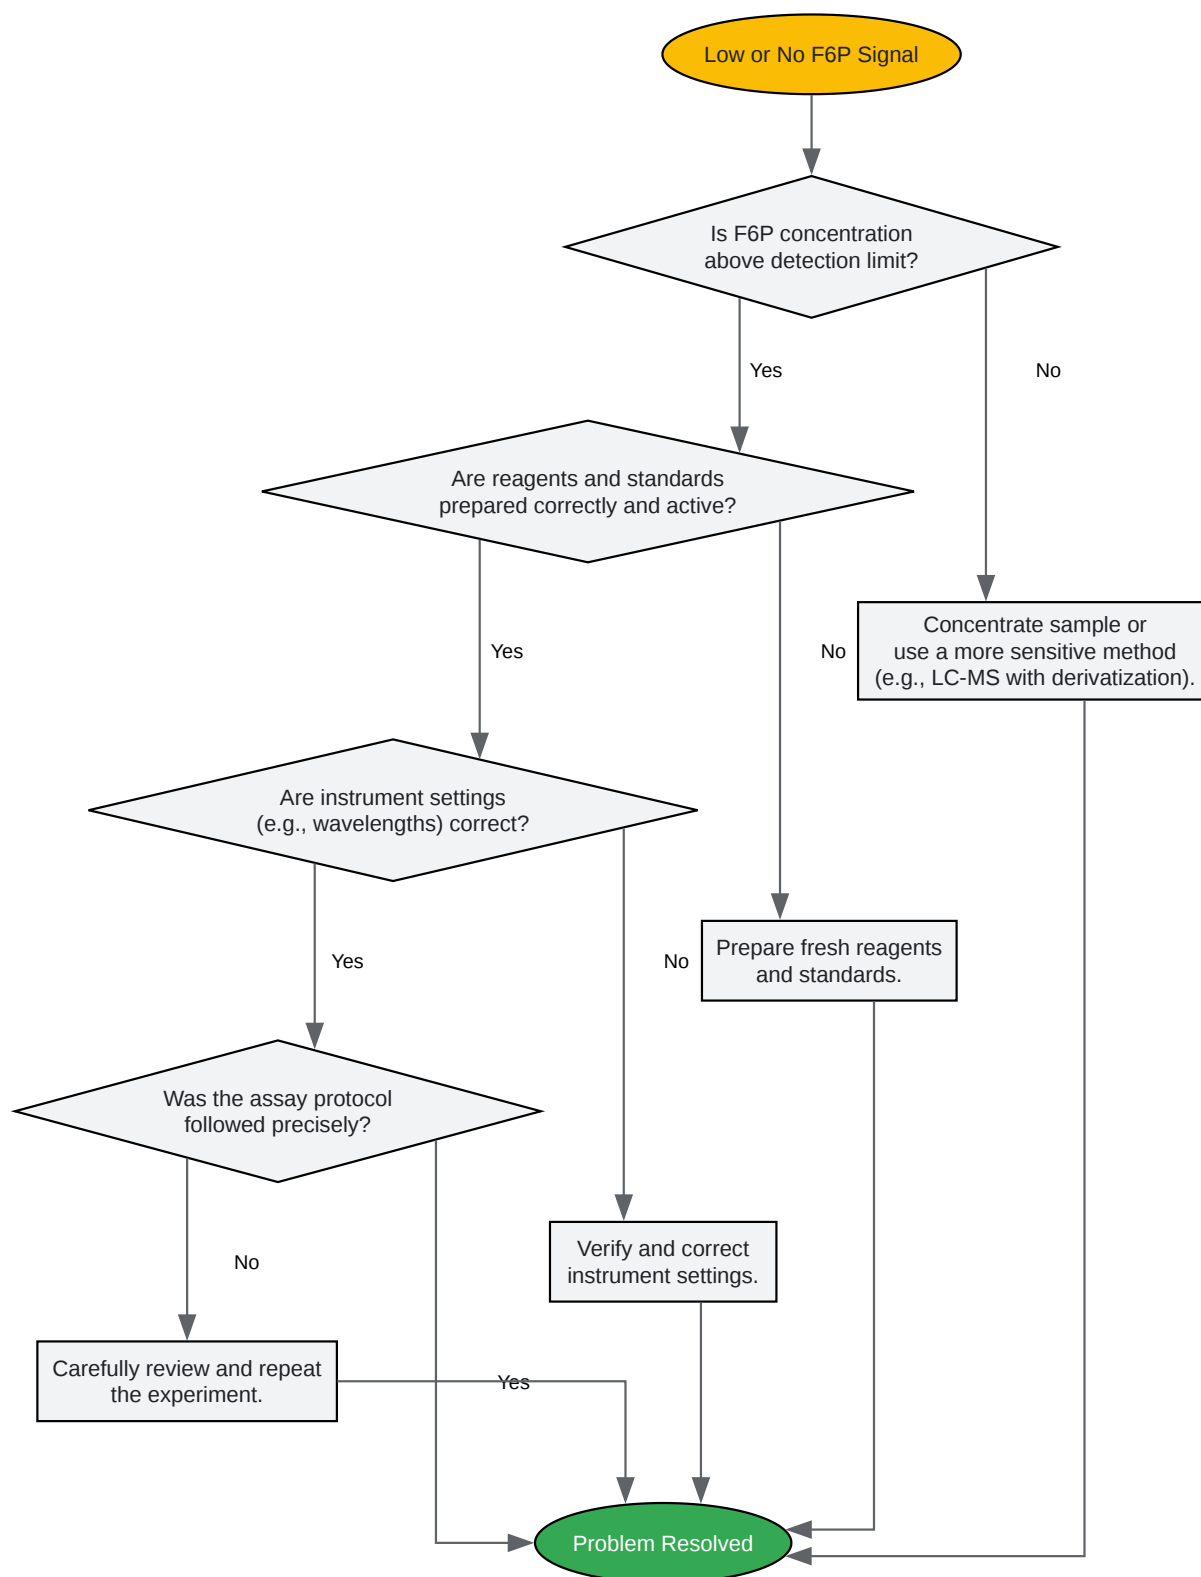 Low or No F6P Signal
Is F6P concentration
above detection limit?
Yes
No
Are reagents and standards
prepared correctly and active?
Concentrate sample or
use a more sensitive method
(e.g., LC-MS with derivatization).
Yes
No
Are instrument settings
(e.g., wavelengths) correct?
Prepare fresh reagents
and standards.
Yes
No
Was the assay protocol
followed precisely?
Verify and correct
instrument settings.
No
Carefully review and repeat
the experiment.
Yes
Problem Resolved